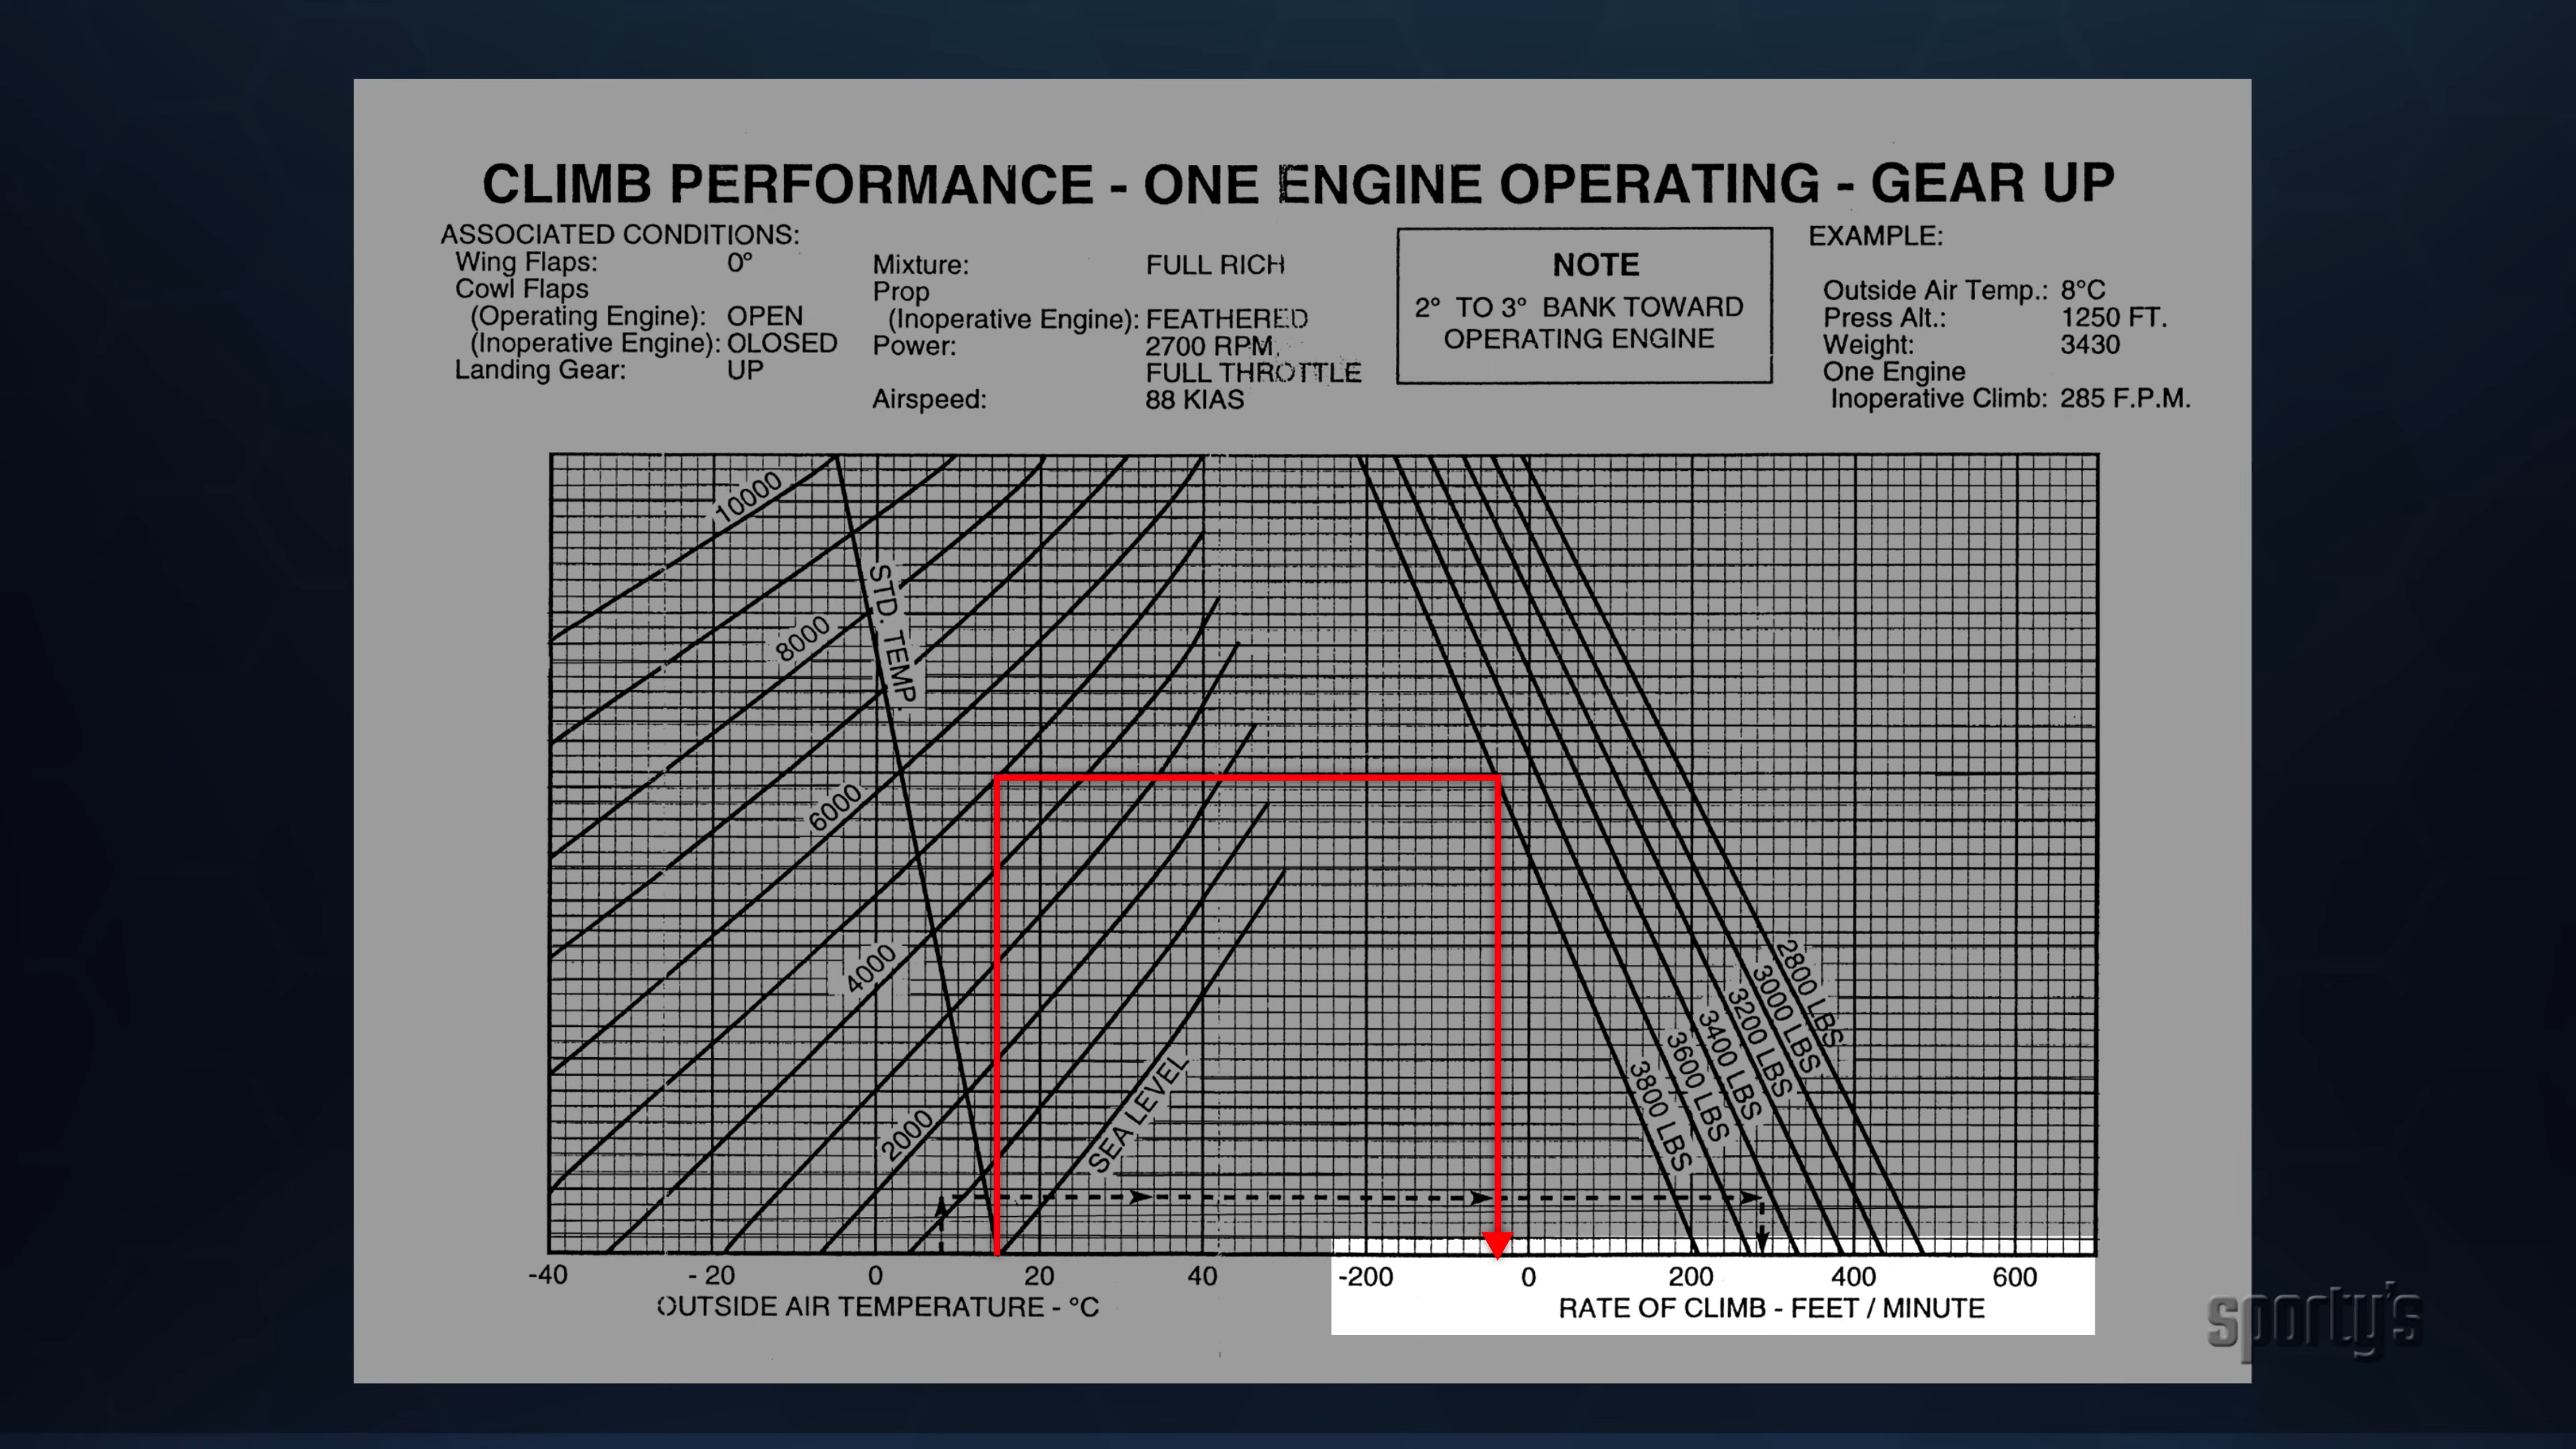 CLIMB PERFORMANCE - ONE ENGINE OPERATING - GEAR UP
ASSOCIATED CONDITIONS:
Wing Flaps: 0°
Cowl Flaps
(Operating Engine): OPEN
(Inoperative Engine): OLOSED
Landing Gear: UP
Mixture: FULL RICH
Prop
(Inoperative Engine): FEATHERED
Power: 2700 RPM,
FULL THROTTLE
Airspeed: 88 KIAS
NOTE
2° TO 3° BANK TOWARD
OPERATING ENGINE
EXAMPLE:
Outside Air Temp.: 8°C
Press Alt.: 1250 FT.
Weight: 3430
One Engine
Inoperative Climb: 285 F.P.M.
10000
8000
6000
4000
2000
SEA LEVEL
STD. TEMP.
2800 LBS
3000 LBS
3200 LBS
3400 LBS
3600 LBS
3800 LBS
-40 - 20 0 20 40 -200 0 200 400 600
OUTSIDE AIR TEMPERATURE - °C
RATE OF CLIMB - FEET / MINUTE
sporty's